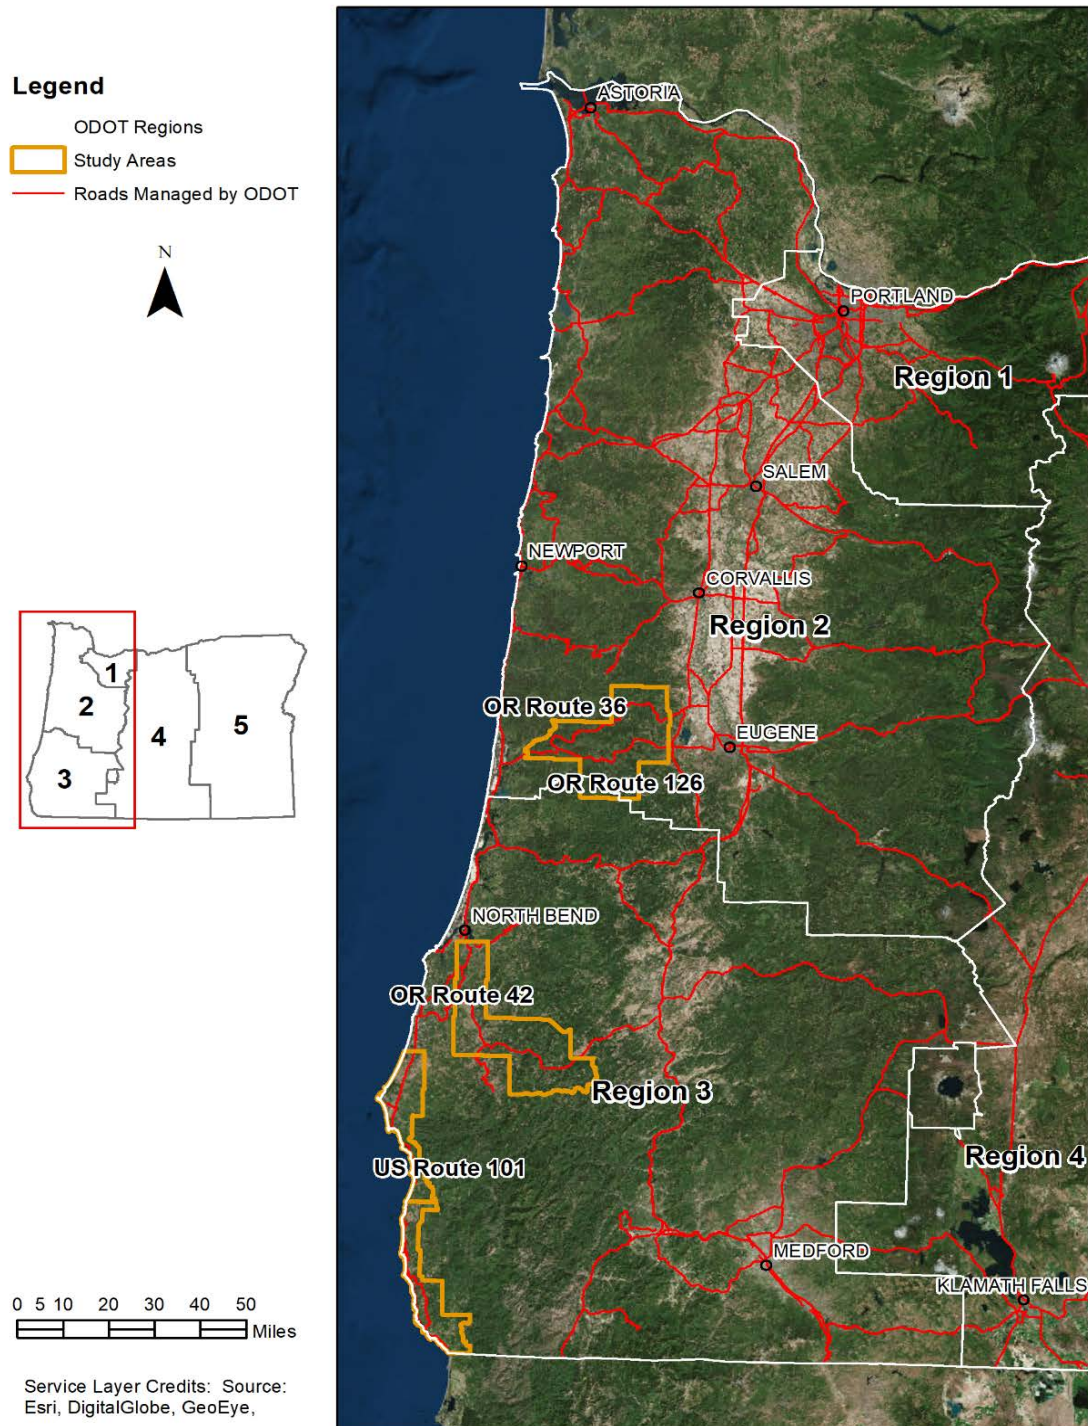 Legend
ODOT Regions
Study Areas
Roads Managed by ODOT
N
1
2
3
4
5
0 5 10 20 30 40 50
Miles
Service Layer Credits: Source:
Esri, DigitalGlobe, GeoEye,
ASTORIA
PORTLAND
Region 1
SALEM
NEWPORT
CORVALLIS
Region 2
OR Route 36
EUGENE
OR Route 126
NORTH BEND
OR Route 42
Region 3
Region 4
US Route 101
MEDFORD
KLAMATH FALLS